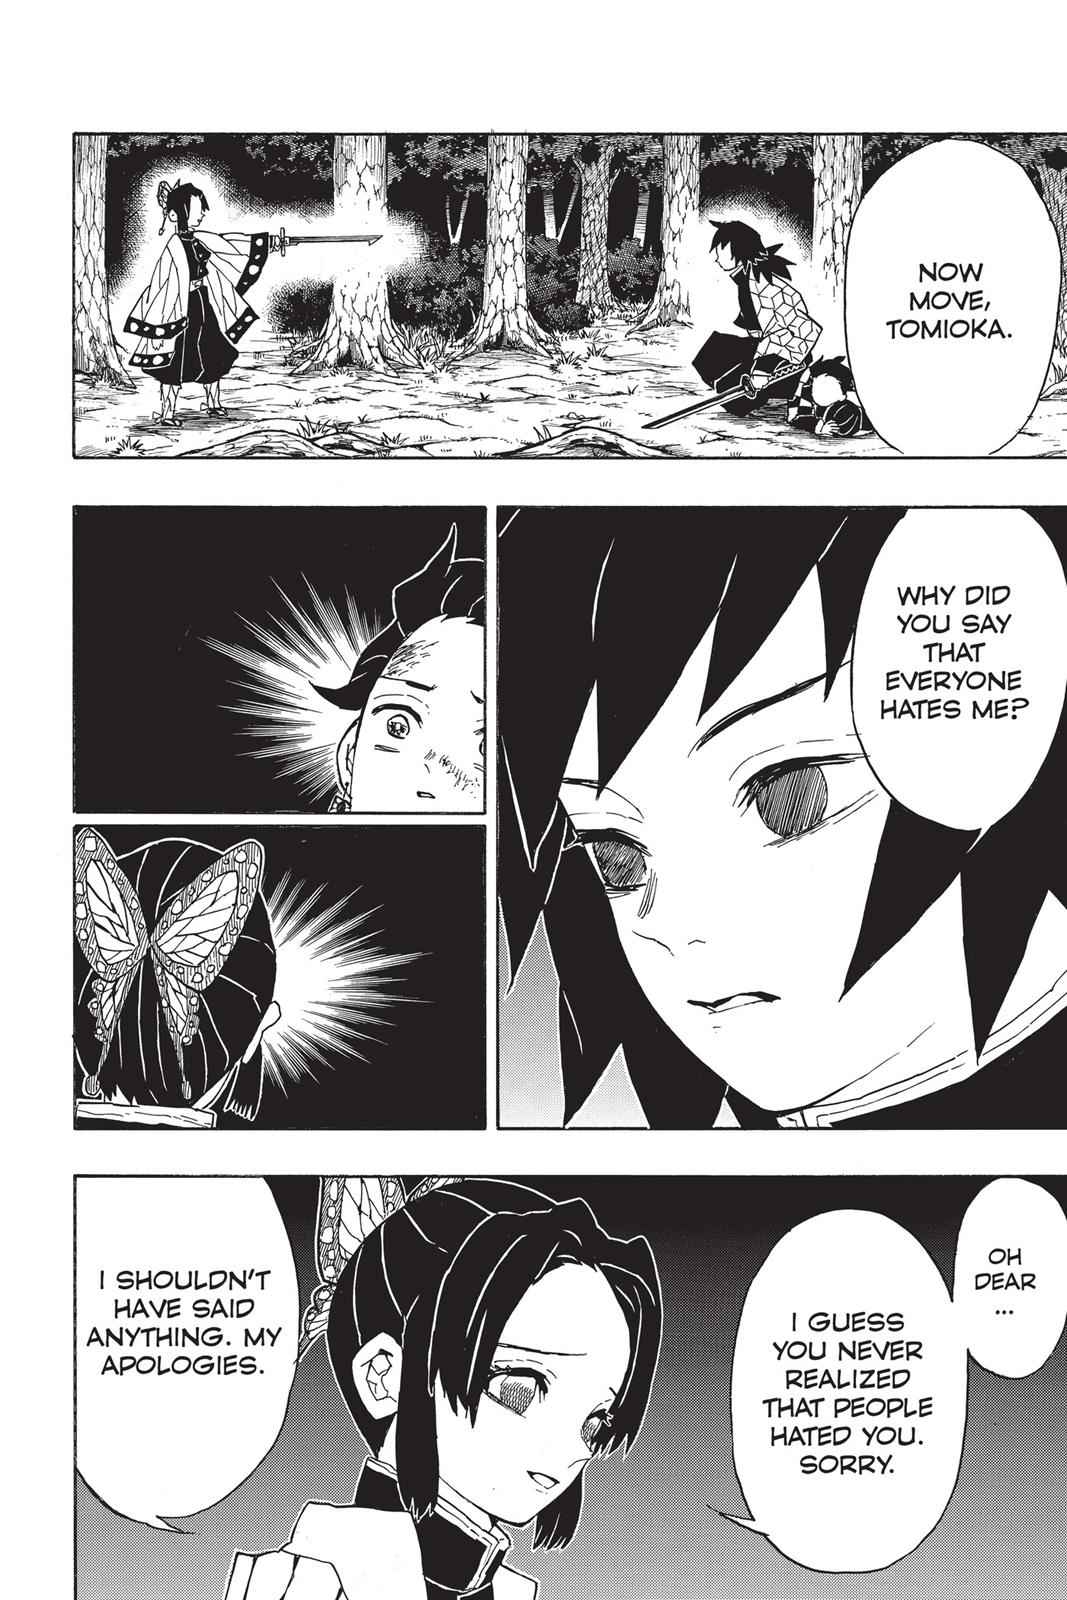 NOW
MOVE,
TOMIOKA.
WHY DID
YOU SAY
THAT
EVERYONE
HATES ME?
OH
DEAR
...
I GUESS
YOU NEVER
REALIZED
THAT PEOPLE
HATED YOU.
SORRY.
I SHOULDN'T
HAVE SAID
ANYTHING. MY
APOLOGIES.